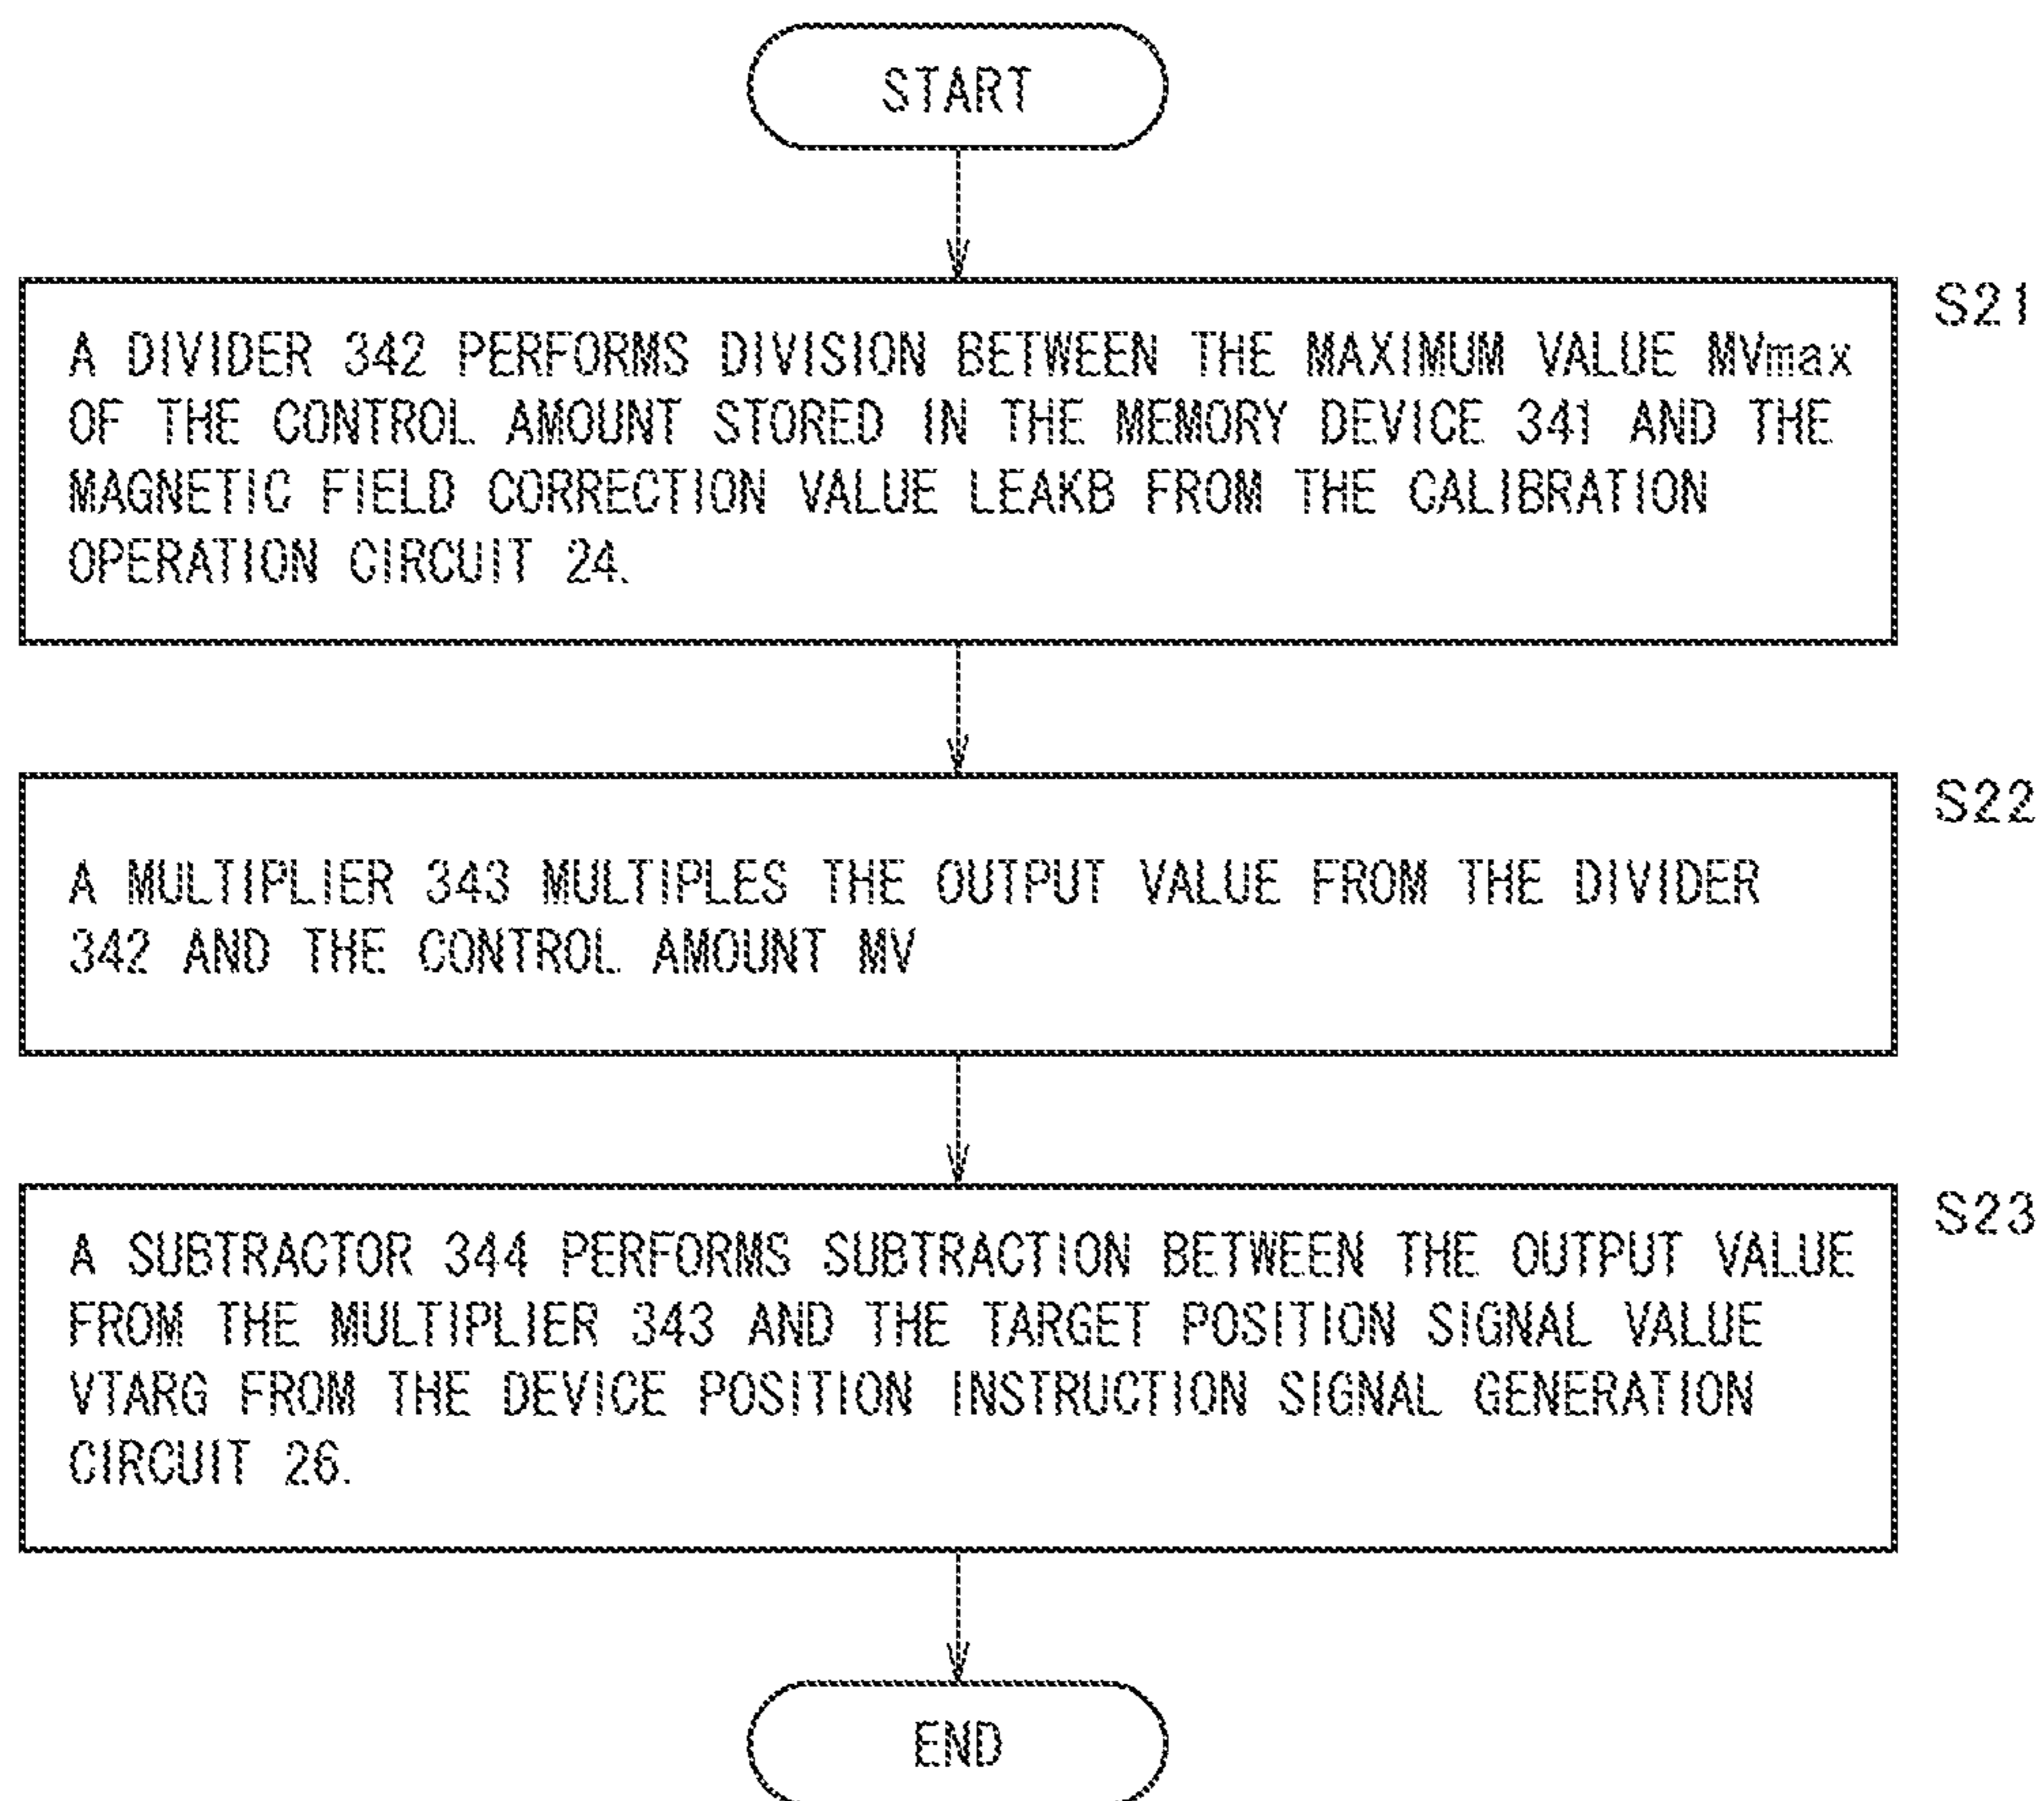 START
S21
A DIVIDER 342 PERFORMS DIVISION BETWEEN THE MAXIMUM VALUE MVmax
OF THE CONTROL AMOUNT STORED IN THE MEMORY DEVICE 341 AND THE
MAGNETIC FIELD CORRECTION VALUE LEAKB FROM THE CALIBRATION
OPERATION CIRCUIT 24.
S22
A MULTIPLIER 343 MULTIPLES THE OUTPUT VALUE FROM THE DIVIDER
342 AND THE CONTROL AMOUNT MV
S23
A SUBTRACTOR 344 PERFORMS SUBTRACTION BETWEEN THE OUTPUT VALUE
FROM THE MULTIPLIER 343 AND THE TARGET POSITION SIGNAL VALUE
VTARG FROM THE DEVICE POSITION INSTRUCTION SIGNAL GENERATION
CIRCUIT 26.
END